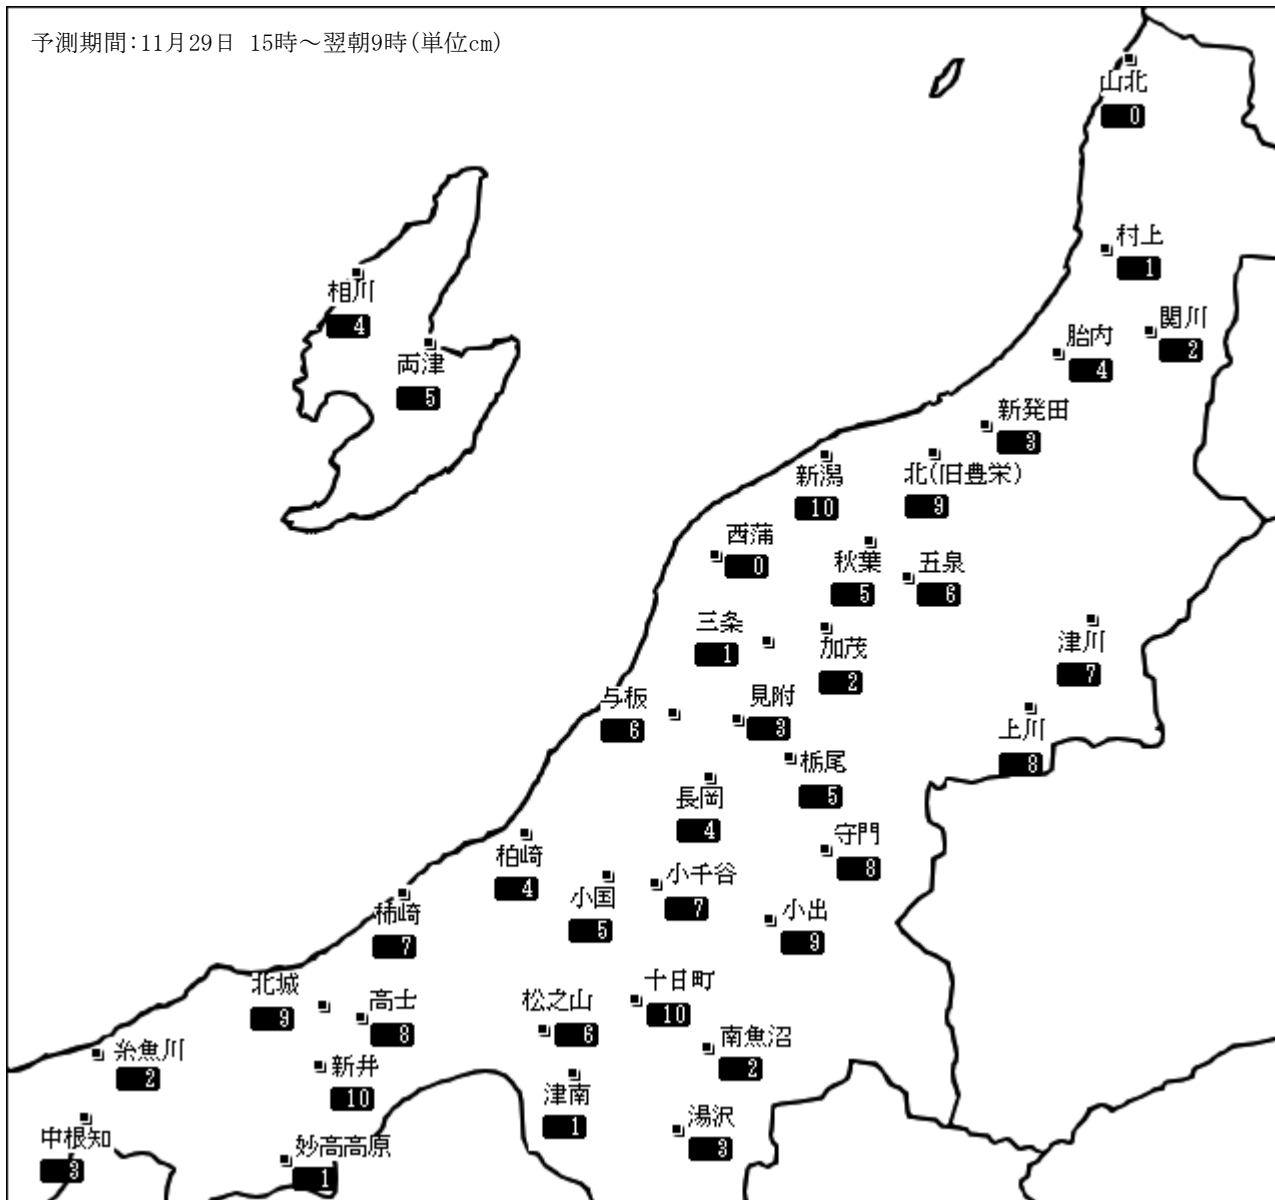 予測期間:11月29日 15時～翌朝9時(単位cm)
山北
0
村上
1
相川
4
関川
2
胎内
4
両津
5
新発田
3
新潟
10
北(旧豊栄)
9
西蒲
0
秋葉
5
五泉
6
三条
1
加茂
2
津川
7
与板
6
見附
3
上川
8
栃尾
5
長岡
4
守門
8
柏崎
4
小千谷
7
小国
5
小出
9
柿崎
7
北城
9
高士
8
松之山
6
十日町
10
南魚沼
2
糸魚川
2
新井
10
津南
1
湯沢
3
中根知
3
妙高高原
1